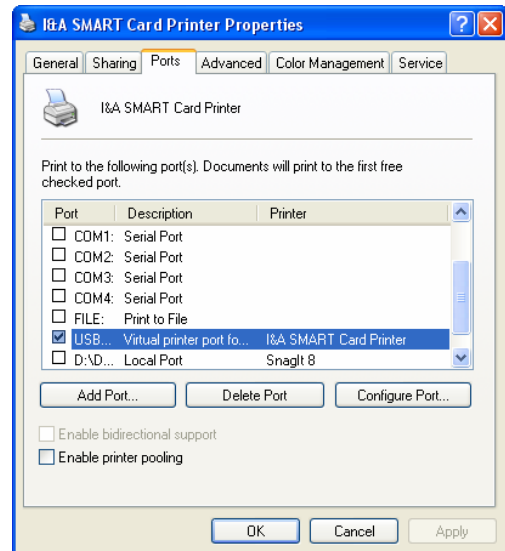 I&A SMART Card Printer Properties
General Sharing Ports Advanced Color Management Service
I&A SMART Card Printer
Print to the following port(s). Documents will print to the first free
checked port.
Port Description Printer
COM1: Serial Port
COM2: Serial Port
COM3: Serial Port
COM4: Serial Port
FILE: Print to File
USB... Virtual printer port fo... I&A SMART Card Printer
D:\D... Local Port SnagIt 8
Add Port... Delete Port Configure Port...
Enable bidirectional support
Enable printer pooling
OK Cancel Apply